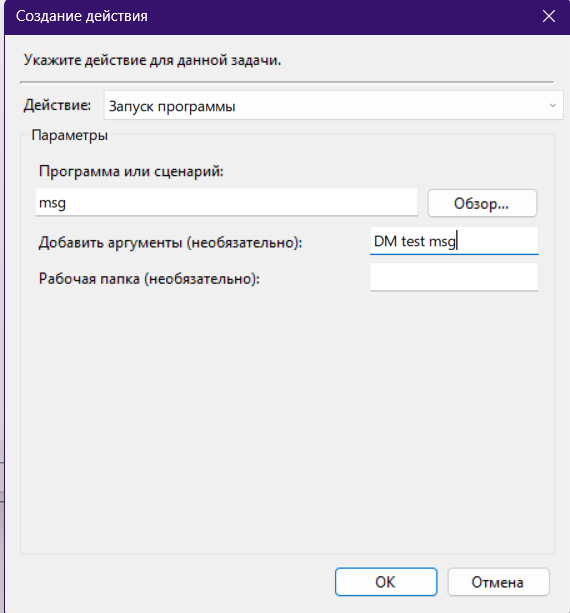 Создание действия
Укажите действие для данной задачи.
Действие: Запуск программы
Параметры
Программа или сценарий:
msg Обзор...
Добавить аргументы (необязательно): DM test msg
Рабочая папка (необязательно):
ОК Отмена